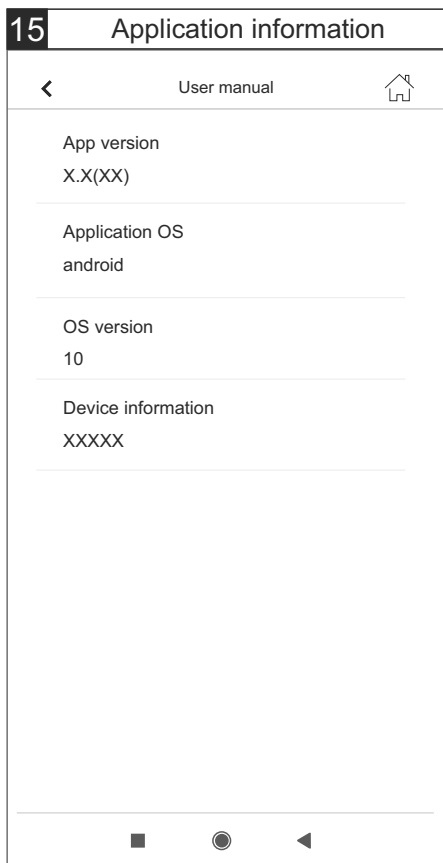 15 Application information
User manual
App version
X.X(XX)
Application OS
android
OS version
10
Device information
XXXXX